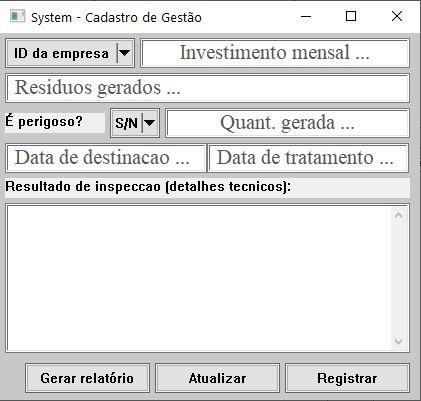 System - Cadastro de Gestão
ID da empresa Investimento mensal ...
Residuos gerados ...
É perigoso? S/N Quant. gerada ...
Data de destinacao ... Data de tratamento ...
Resultado de inspeccao (detalhes tecnicos):
Gerar relatório Atualizar Registrar